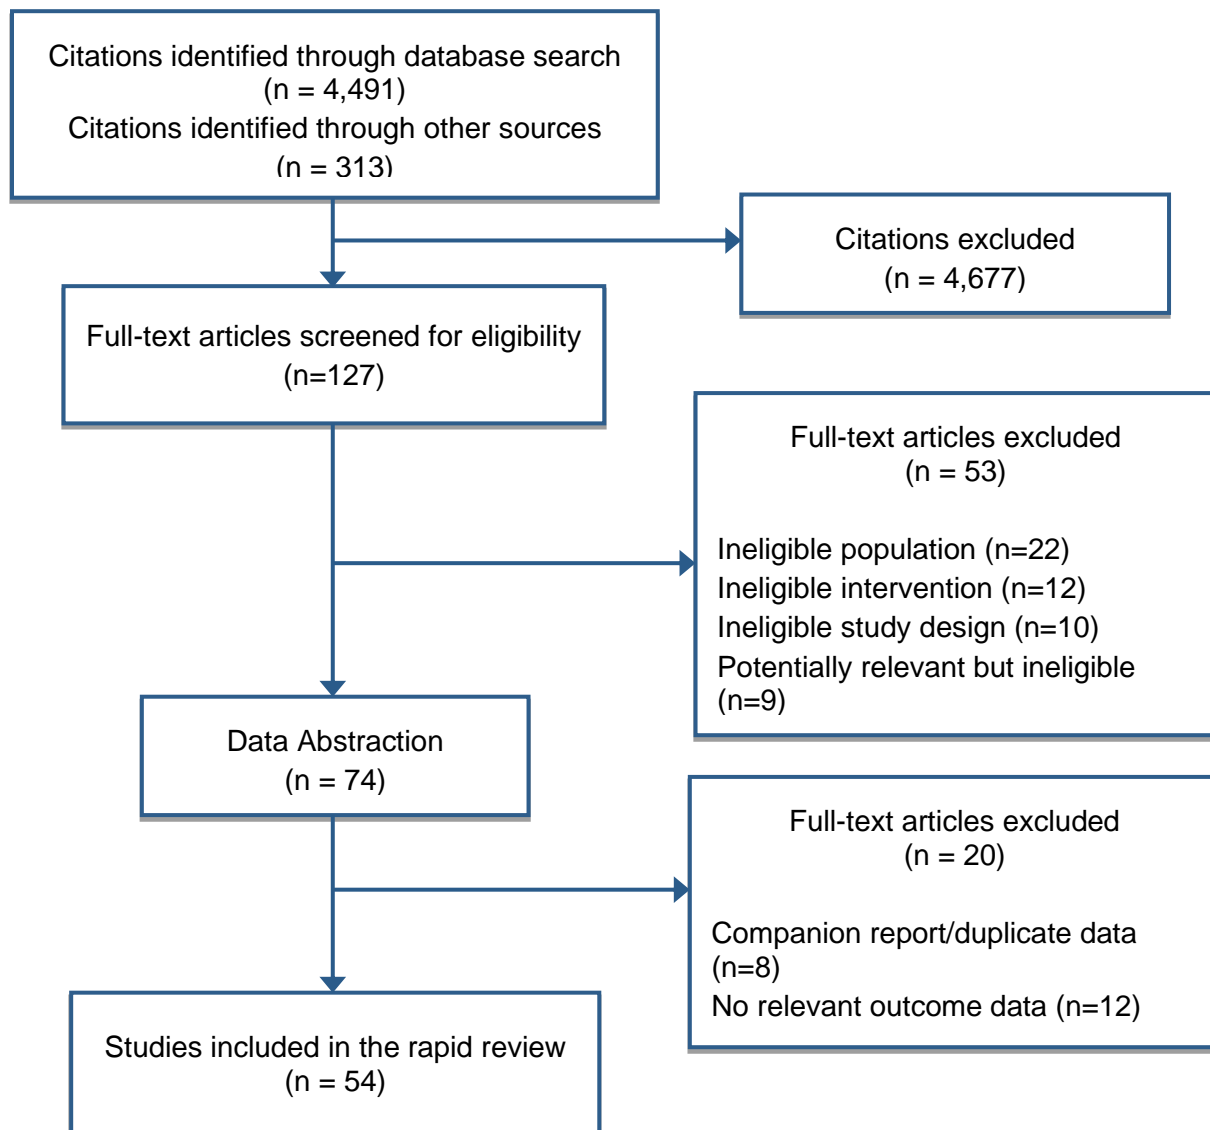 Citations identified through database search
(n = 4,491)
Citations identified through other sources
(n = 313)
Citations excluded
(n = 4,677)
Full-text articles screened for eligibility
(n=127)
Full-text articles excluded
(n = 53)
Ineligible population (n=22)
Ineligible intervention (n=12)
Ineligible study design (n=10)
Potentially relevant but ineligible
(n=9)
Data Abstraction
(n = 74)
Full-text articles excluded
(n = 20)
Companion report/duplicate data
(n=8)
No relevant outcome data (n=12)
Studies included in the rapid review
(n = 54)